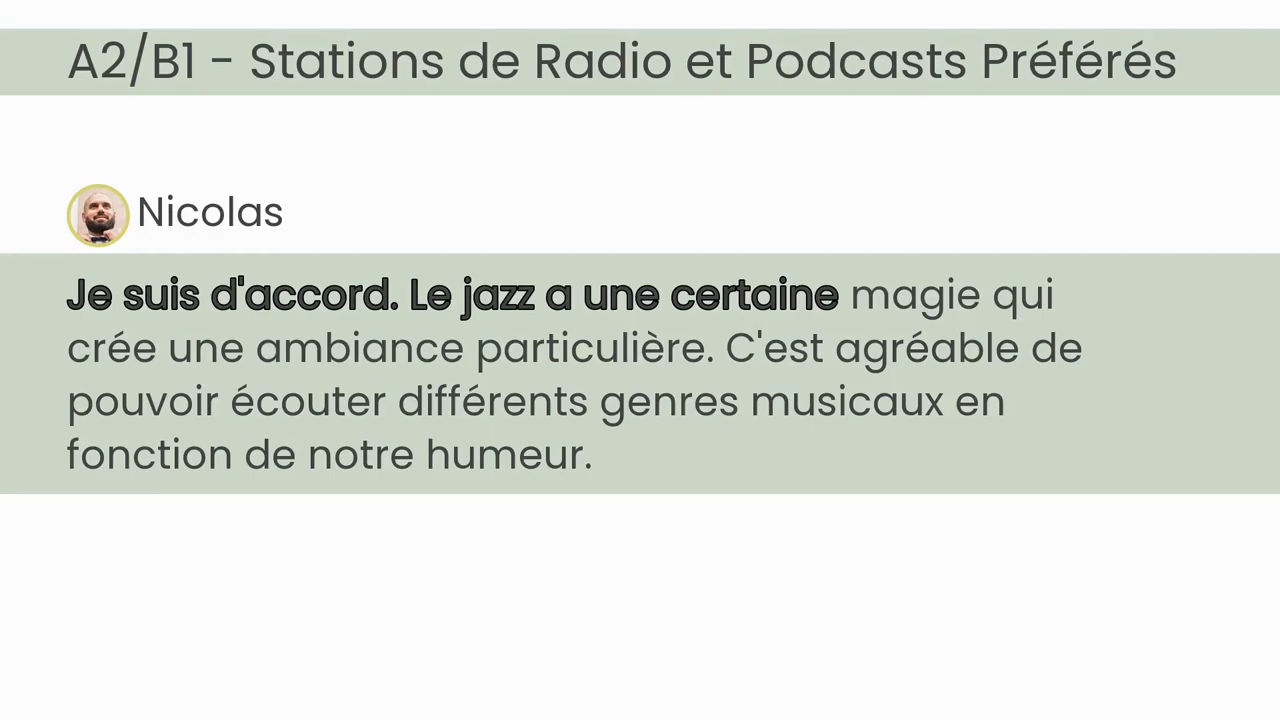 A2/B1 - Stations de Radio et Podcasts Préférés
Nicolas
Je suis d'accord. Le jazz a une certaine magie qui
crée une ambiance particulière. C'est agréable de
pouvoir écouter différents genres musicaux en
fonction de notre humeur.